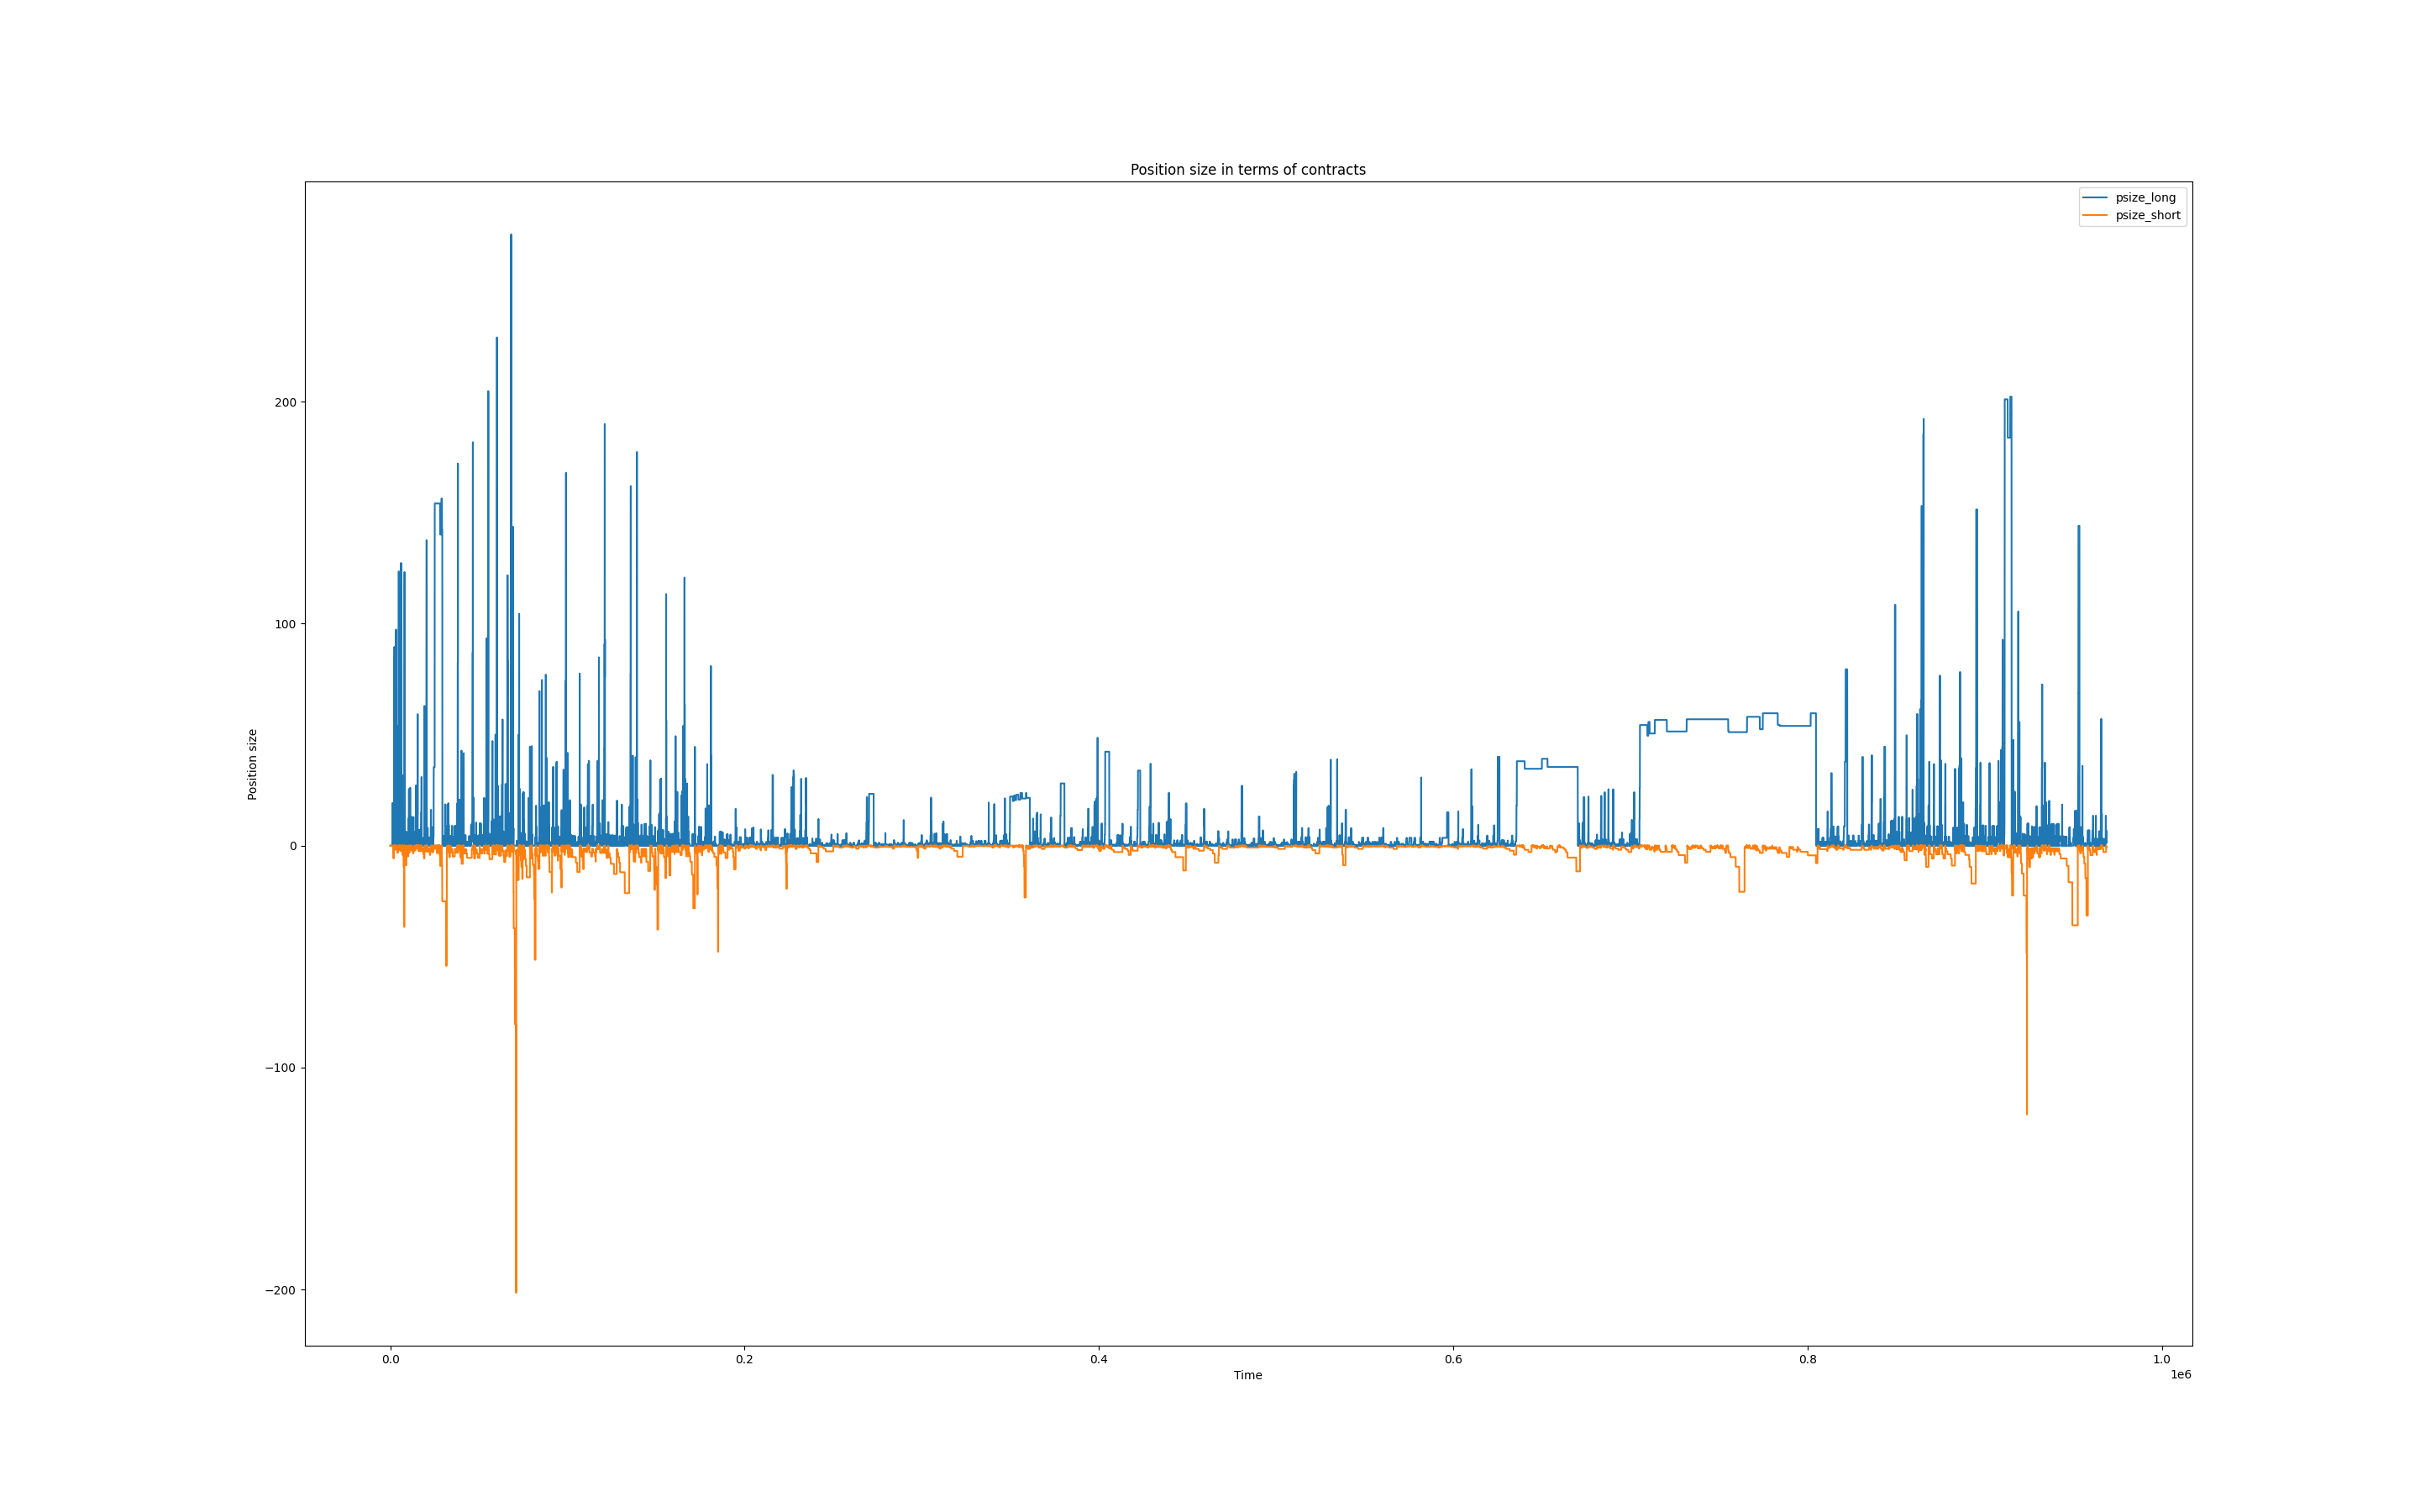 Position size in terms of contracts
psize_long
psize_short
Position size
200
100
0
−100
−200
0.0
0.2
0.4
0.6
0.8
1.0
1e6
Time